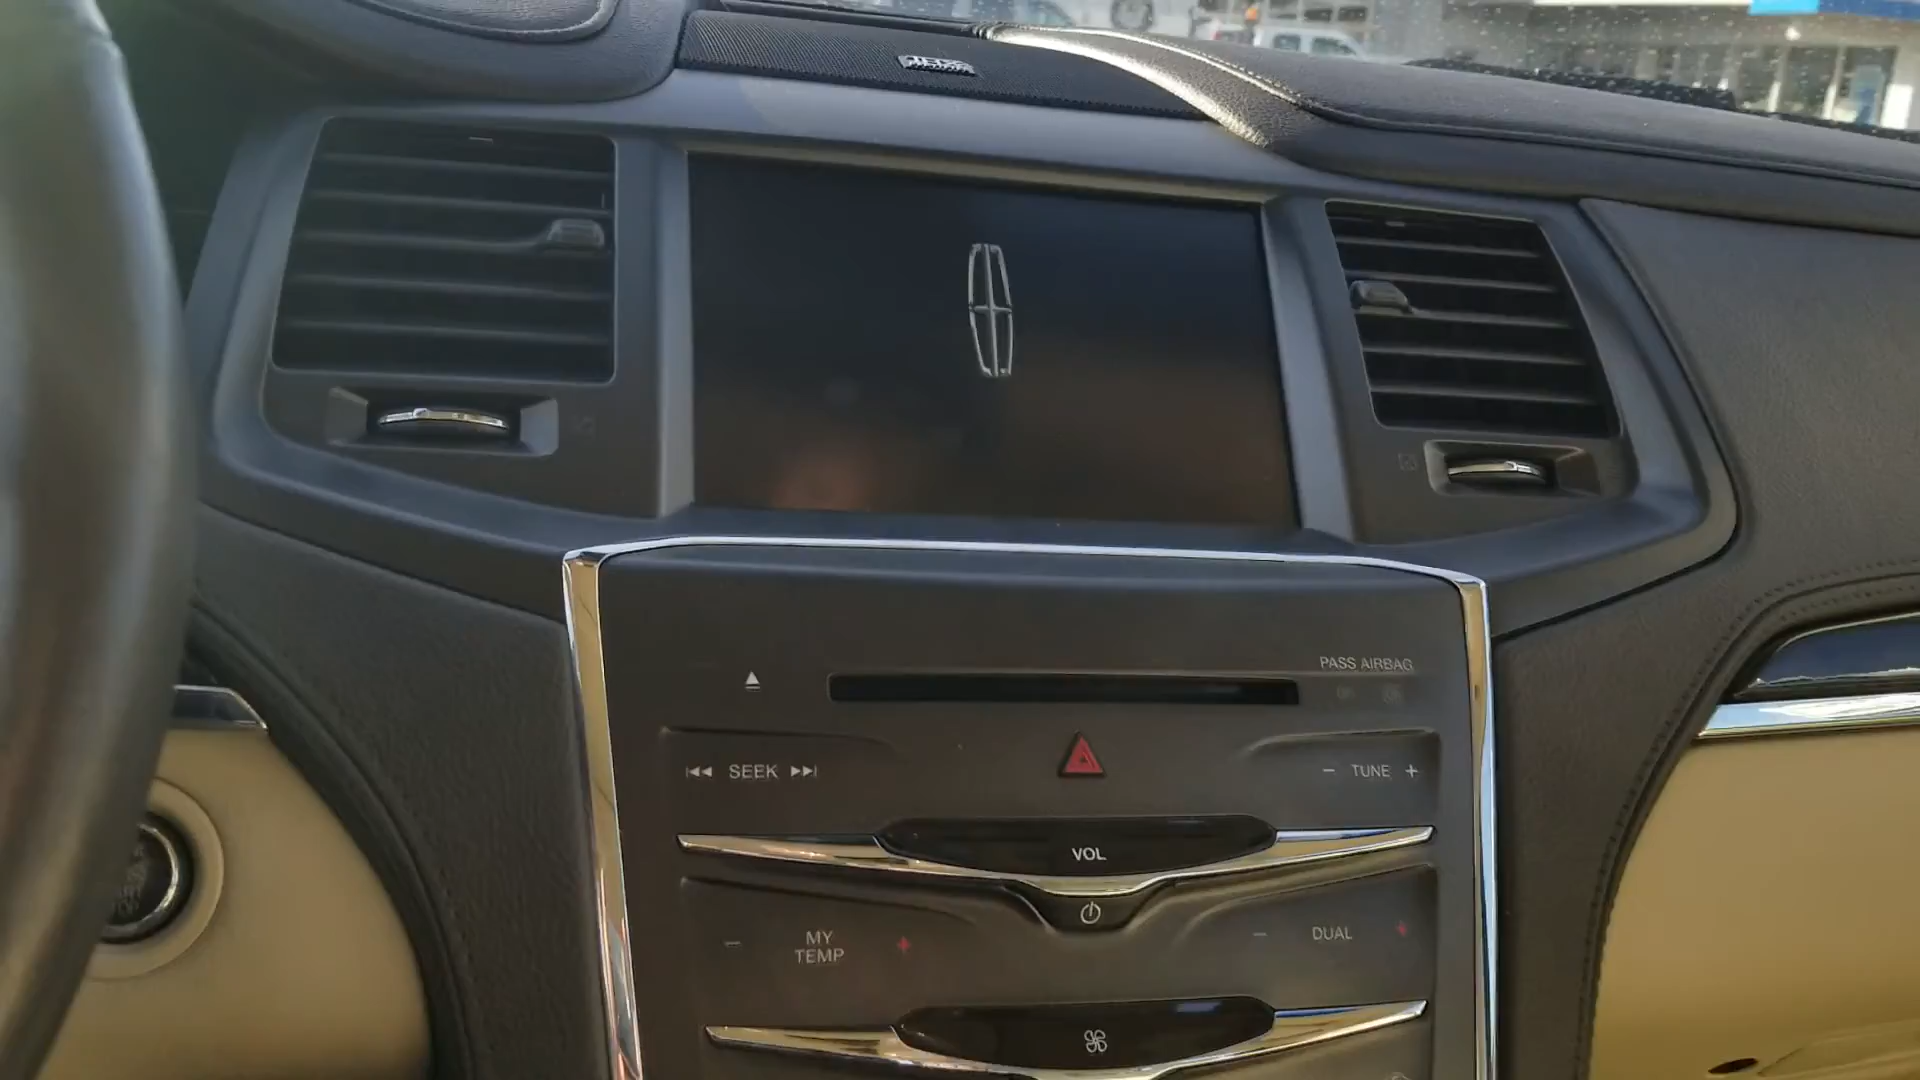 PASS AIRBAG
SEEK
− TUNE +
VOL
− MY TEMP +
− DUAL +